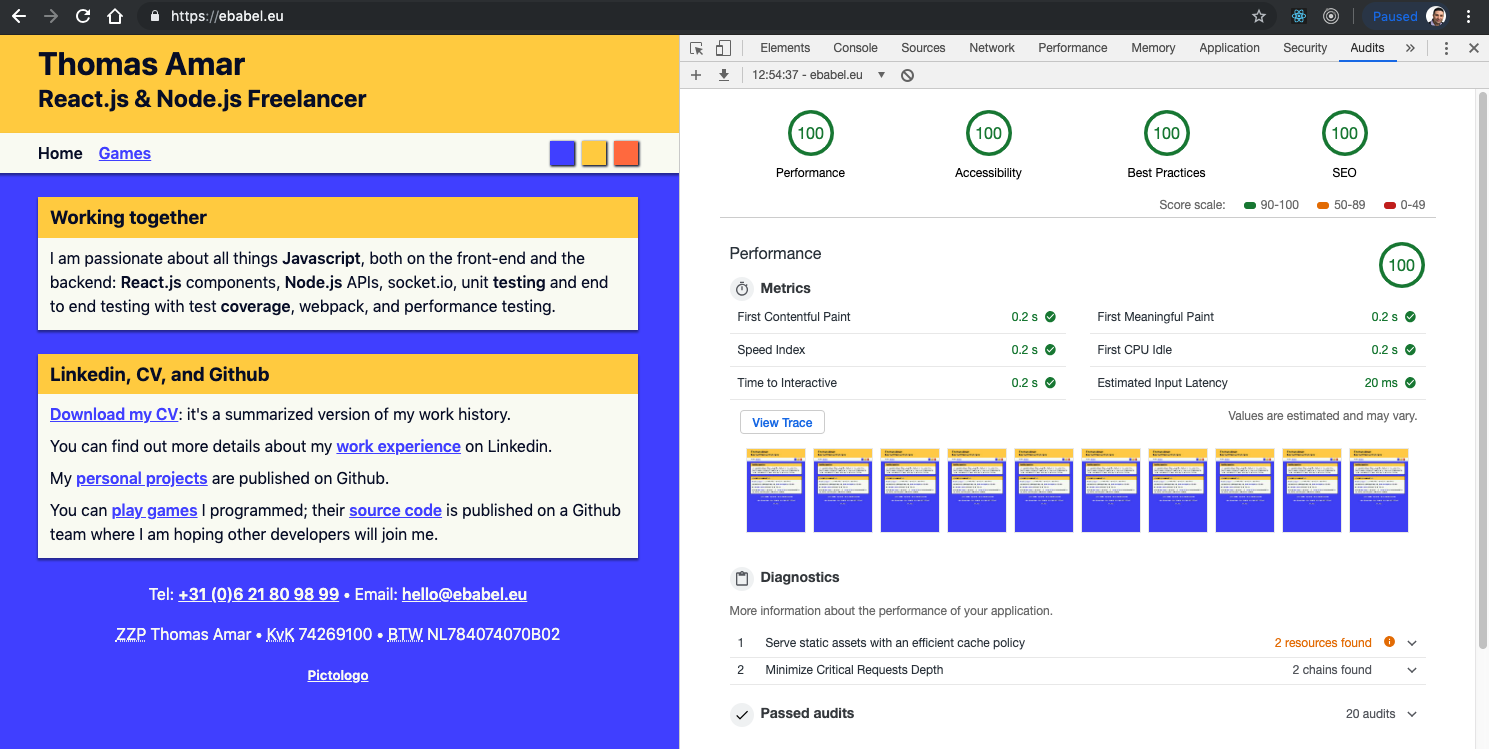 https://ebabel.eu
Paused
Thomas Amar
React.js & Node.js Freelancer
Home Games
Working together
I am passionate about all things Javascript, both on the front-end and the
backend: React.js components, Node.js APIs, socket.io, unit testing and end
to end testing with test coverage, webpack, and performance testing.
Linkedin, CV, and Github
Download my CV: it's a summarized version of my work history.
You can find out more details about my work experience on Linkedin.
My personal projects are published on Github.
You can play games I programmed; their source code is published on a Github
team where I am hoping other developers will join me.
Tel: +31 (0)6 21 80 98 99 • Email: hello@ebabel.eu
ZZP Thomas Amar • KvK 74269100 • BTW NL784074070B02
Pictologo
Elements Console Sources Network Performance Memory Application Security Audits »
12:54:37 - ebabel.eu
100 100 100 100
Performance Accessibility Best Practices SEO
Score scale: 90-100 50-89 0-49
Performance 100
Metrics
First Contentful Paint 0.2 s First Meaningful Paint 0.2 s
Speed Index 0.2 s First CPU Idle 0.2 s
Time to Interactive 0.2 s Estimated Input Latency 20 ms
View Trace Values are estimated and may vary.
Diagnostics
More information about the performance of your application.
1 Serve static assets with an efficient cache policy 2 resources found
2 Minimize Critical Requests Depth 2 chains found
Passed audits 20 audits